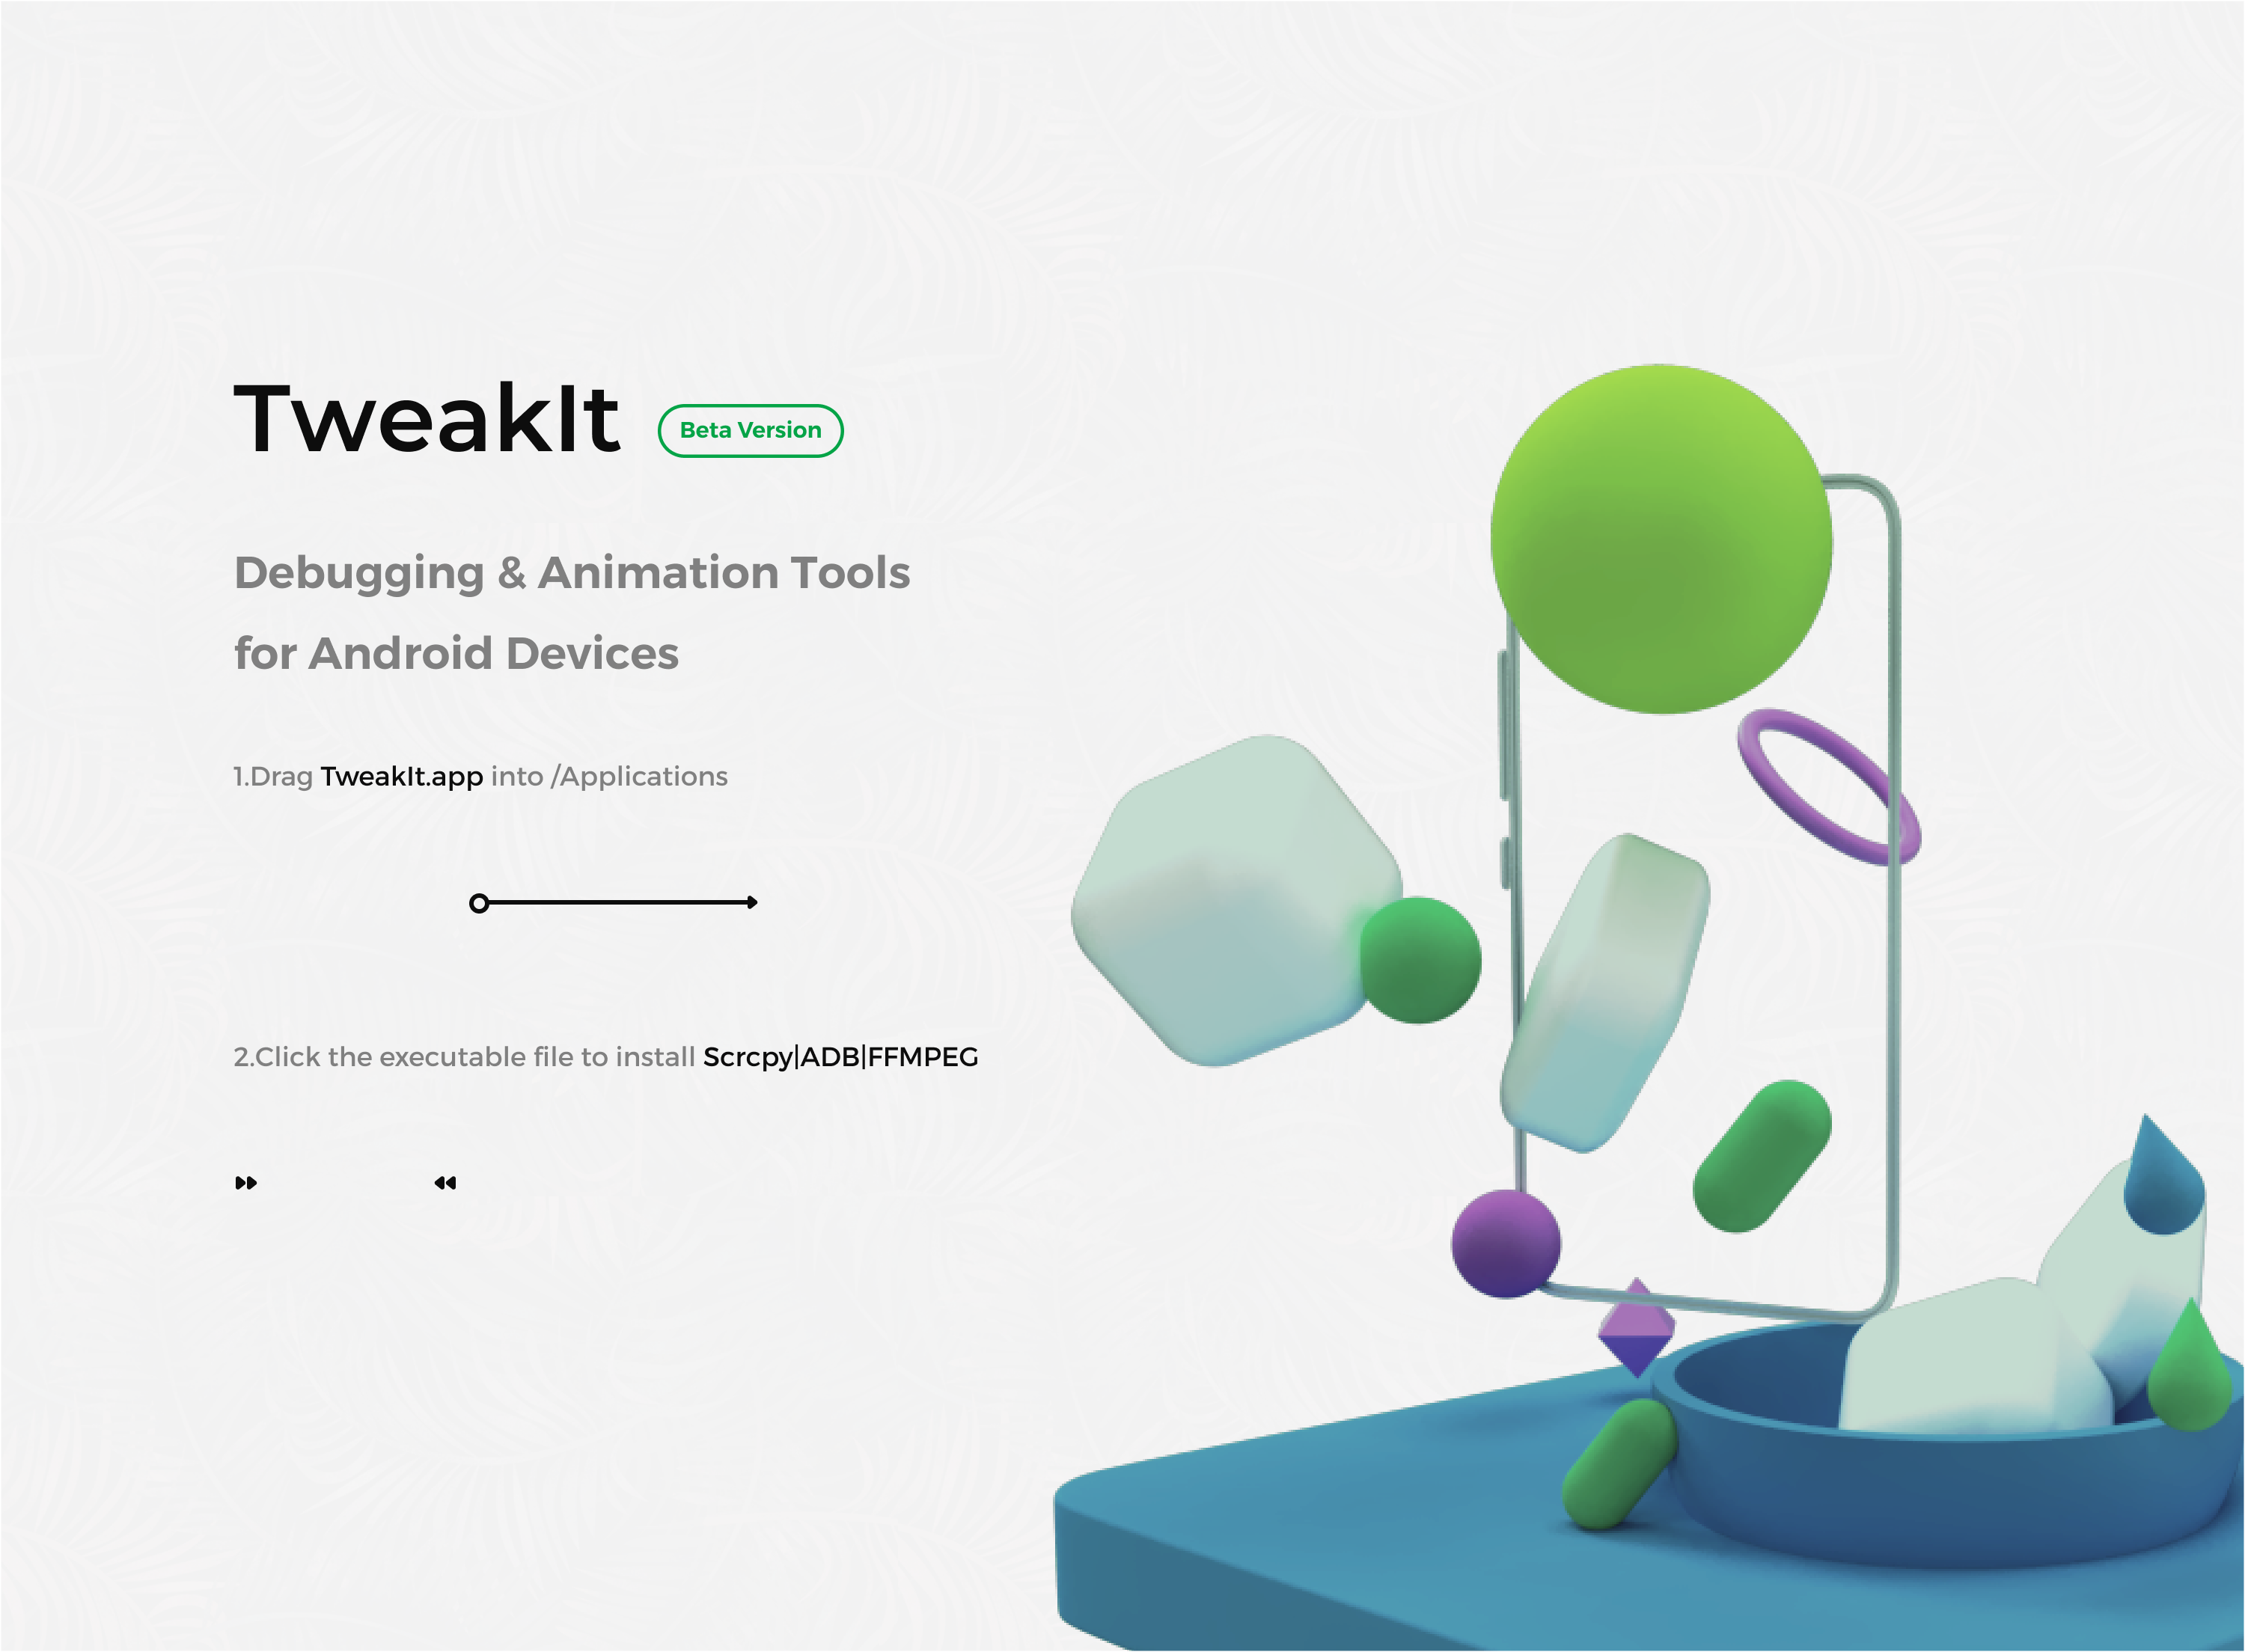 TweakIt
Beta Version
Debugging & Animation Tools
for Android Devices
1.Drag TweakIt.app into /Applications
2.Click the executable file to install Scrcpy|ADB|FFMPEG